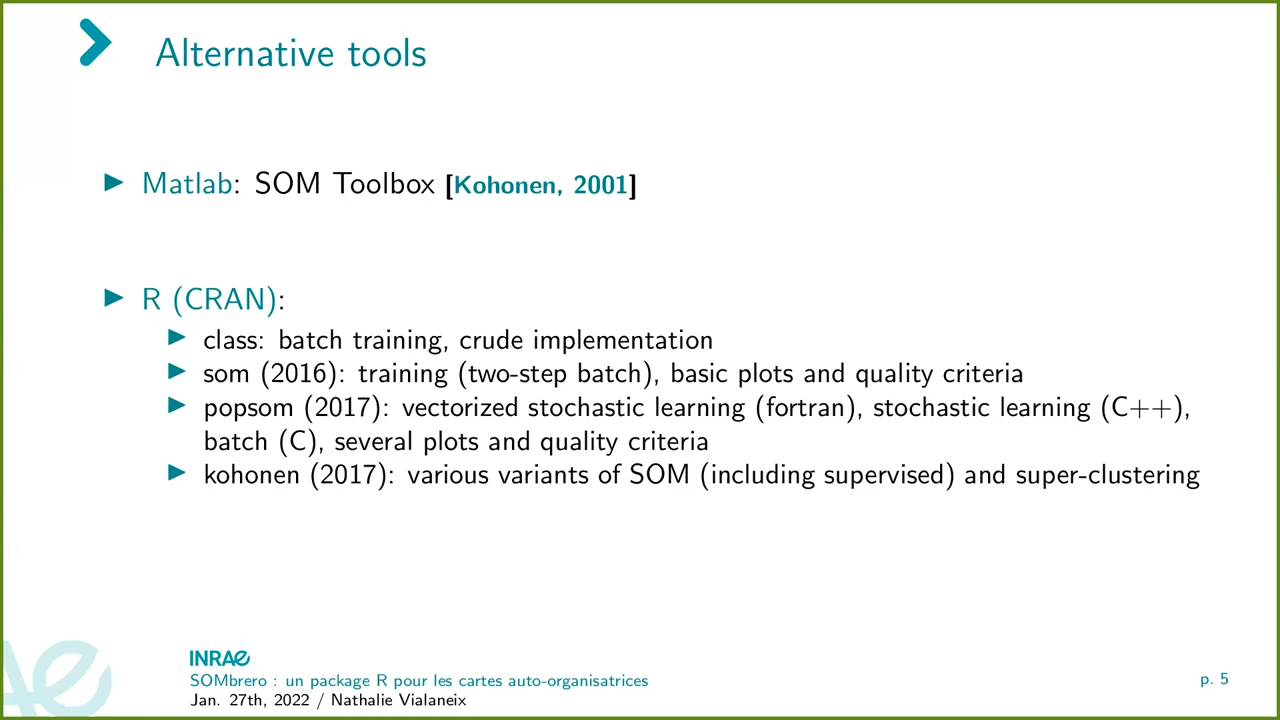 Alternative tools
Matlab: SOM Toolbox [Kohonen, 2001]
R (CRAN):
class: batch training, crude implementation
som (2016): training (two-step batch), basic plots and quality criteria
popsom (2017): vectorized stochastic learning (fortran), stochastic learning (C++),
batch (C), several plots and quality criteria
kohonen (2017): various variants of SOM (including supervised) and super-clustering
INRAE
SOMbrero : un package R pour les cartes auto-organisatrices
Jan. 27th, 2022 / Nathalie Vialaneix
p. 5